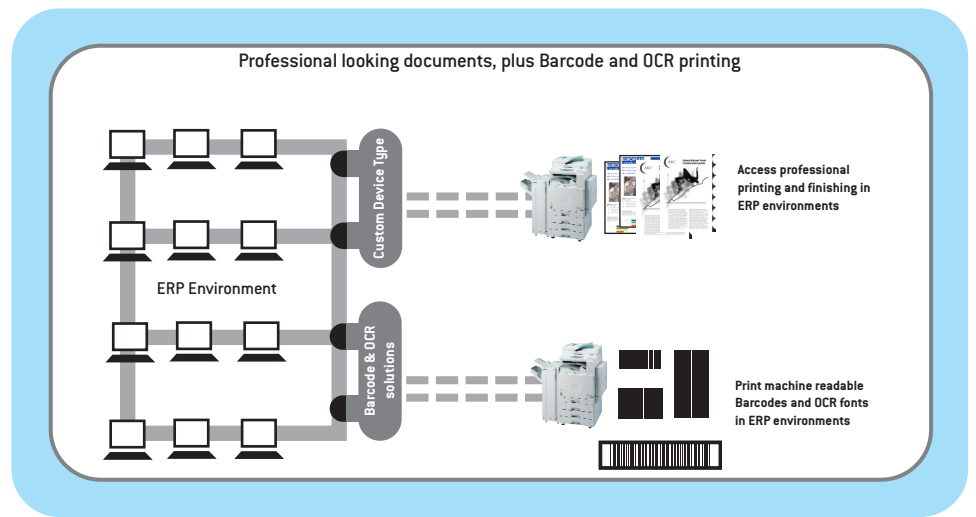 Professional looking documents, plus Barcode and OCR printing
Custom Device Type
Access professional
printing and finishing in
ERP environments
ERP Environment
Barcode & OCR
solutions
Print machine readable
Barcodes and OCR fonts
in ERP environments